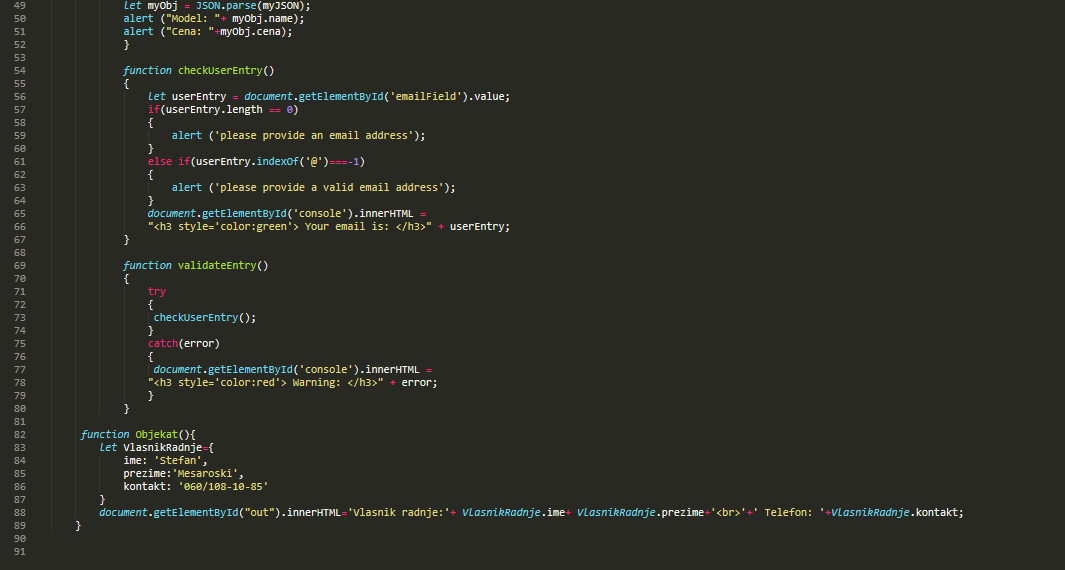 49 let myObj = JSON.parse(myJSON);
50 alert ("Model: "+ myObj.name);
51 alert ("Cena: "+myObj.cena);
52 }
53
54 function checkUserEntry()
55 {
56 let userEntry = document.getElementById('emailField').value;
57 if(userEntry.length == 0)
58 {
59 alert ('please provide an email address');
60 }
61 else if(userEntry.indexOf('@')===-1)
62 {
63 alert ('please provide a valid email address');
64 }
65 document.getElementById('console').innerHTML =
66 "<h3 style='color:green'> Your email is: </h3>" + userEntry;
67 }
68
69 function validateEntry()
70 {
71 try
72 {
73 checkUserEntry();
74 }
75 catch(error)
76 {
77 document.getElementById('console').innerHTML =
78 "<h3 style='color:red'> Warning: </h3>" + error;
79 }
80 }
81
82 function Objekat(){
83 let VlasnikRadnje={
84 ime: 'Stefan',
85 prezime:'Mesaroski',
86 kontakt: '060/108-10-85'
87 }
88 document.getElementById("out").innerHTML='Vlasnik radnje:'+ VlasnikRadnje.ime+ VlasnikRadnje.prezime+'<br>'+' Telefon: '+VlasnikRadnje.kontakt;
89 }
90
91